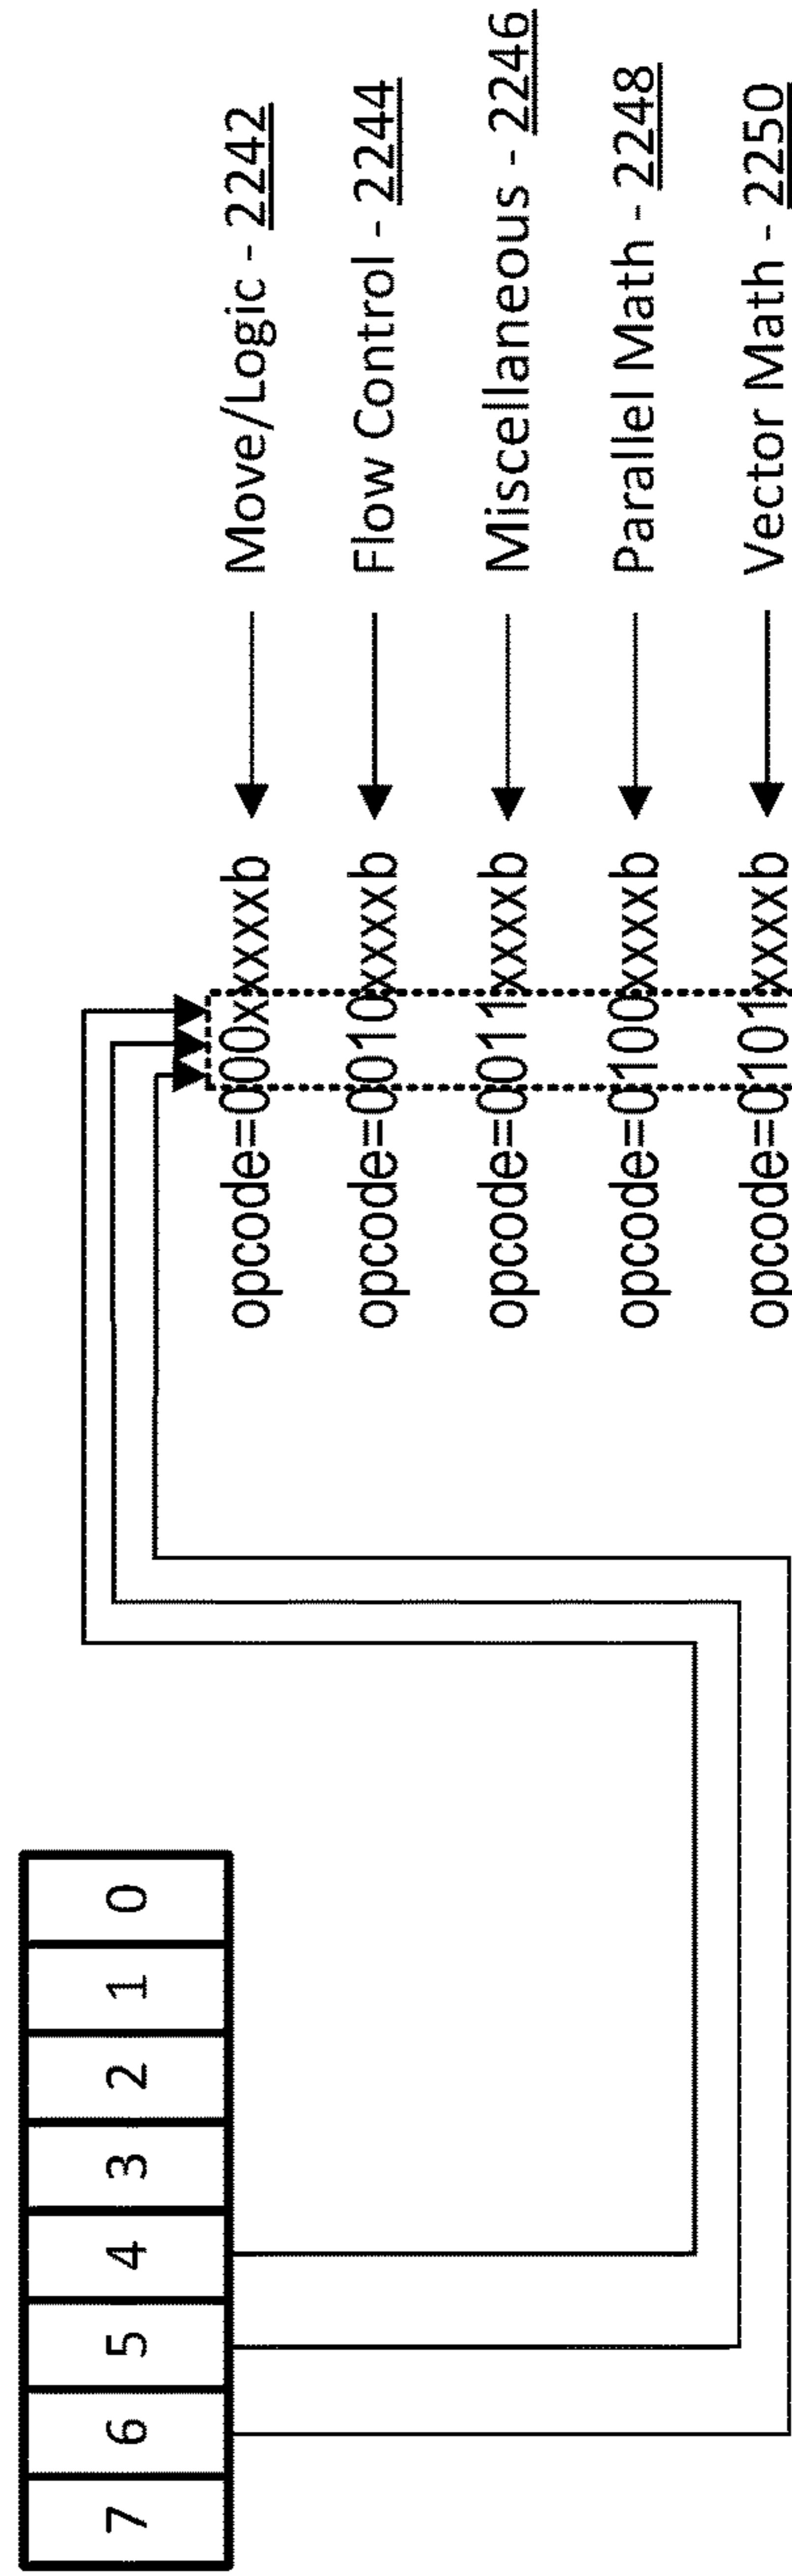 7 6 5 4 3 2 1 0
opcode=000xxxxxb Move/Logic - 2242
opcode=0010xxxxb Flow Control - 2244
opcode=0011xxxxb Miscellaneous - 2246
opcode=0100xxxxb Parallel Math - 2248
opcode=0101xxxxb Vector Math - 2250